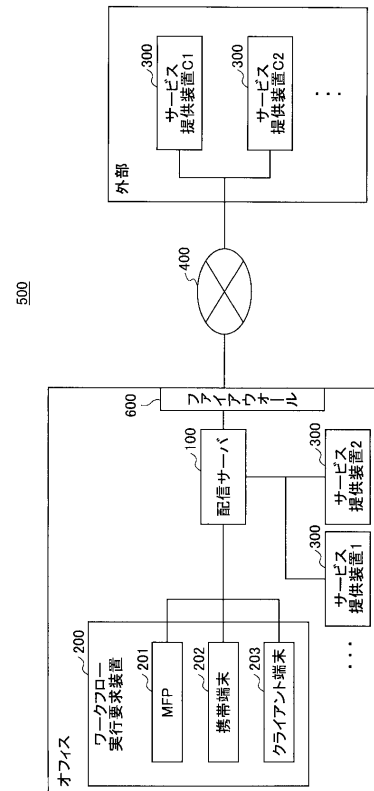 500
オフィス
200
ワークフロー
実行要求装置
201
MFP
202
携帯端末
203
クライアント端末
100
配信サーバ
600
ファイアウォール
300
サービス
提供装置1
300
サービス
提供装置2
・・・
400
外部
300
サービス
提供装置C1
300
サービス
提供装置C2
・・・